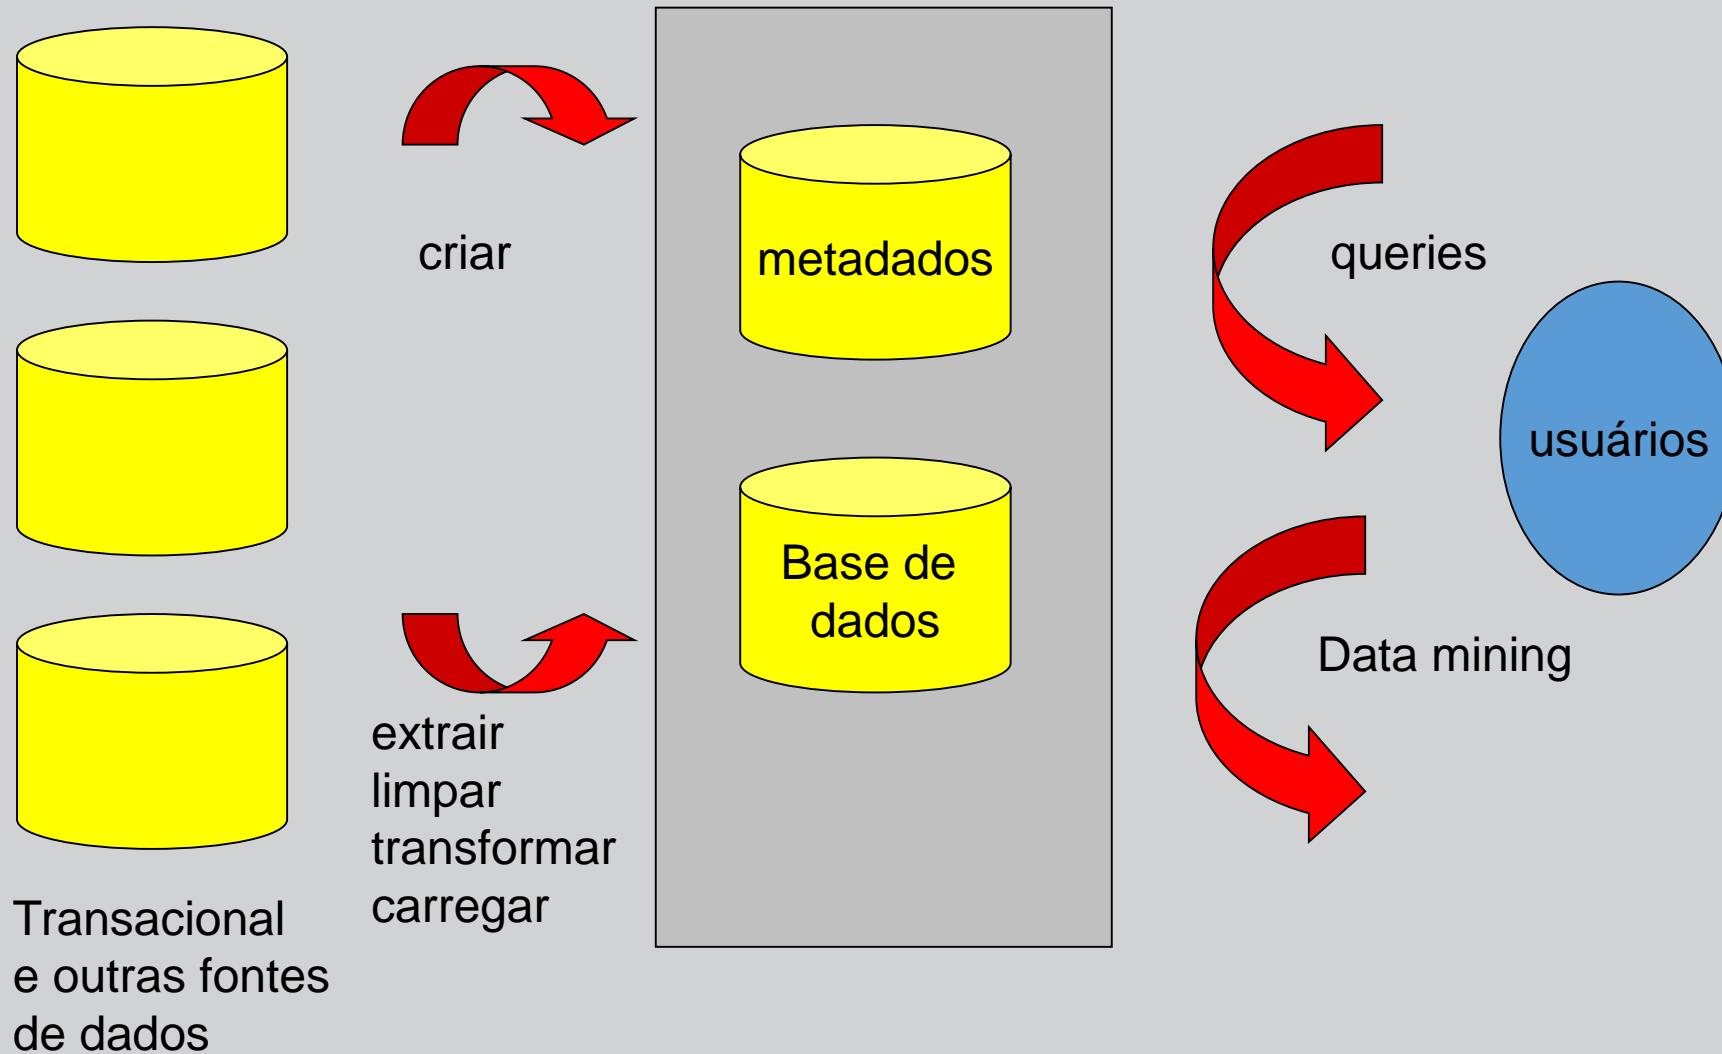 criar
metadados
queries
usuários
Base de
dados
Data mining
extrair
limpar
transformar
carregar
Transacional
e outras fontes
de dados